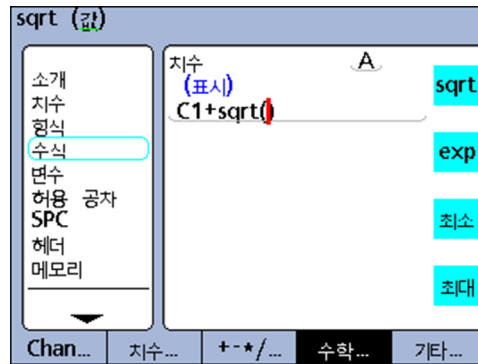 sqrt (값)
소개
치수
형식
수식
변수
허용 공차
SPC
헤더
메모리
치수 A
(표시)
C1+sqrt()
sqrt
exp
최소
최대
Chan... 치수... +-*/... 수학... 기타...